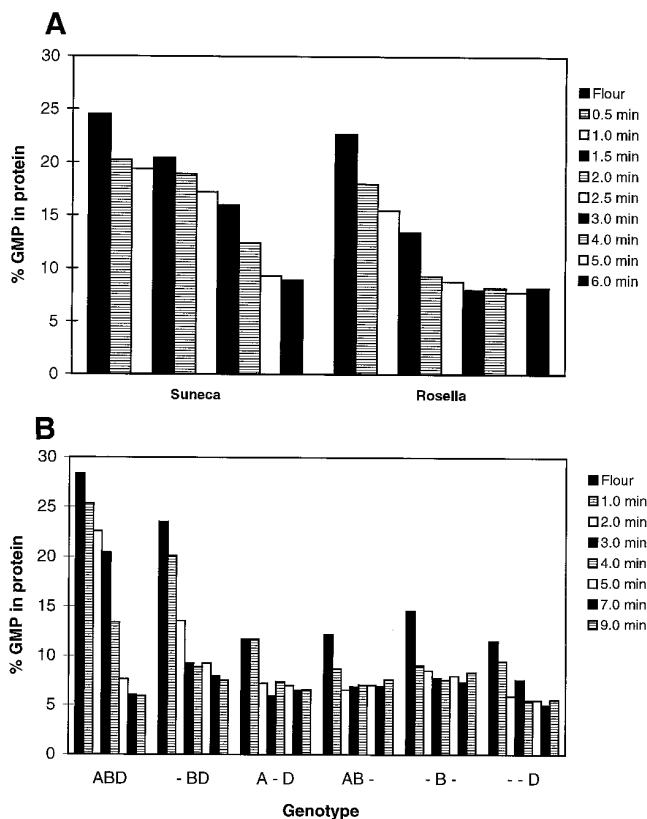 A
% GMP in protein
30
25
20
15
10
5
0
Suneca
Rosella
Flour
0.5 min
1.0 min
1.5 min
2.0 min
2.5 min
3.0 min
4.0 min
5.0 min
6.0 min
B
% GMP in protein
30
25
20
15
10
5
0
ABD
- BD
A - D
AB -
- B -
- - D
Genotype
Flour
1.0 min
2.0 min
3.0 min
4.0 min
5.0 min
7.0 min
9.0 min